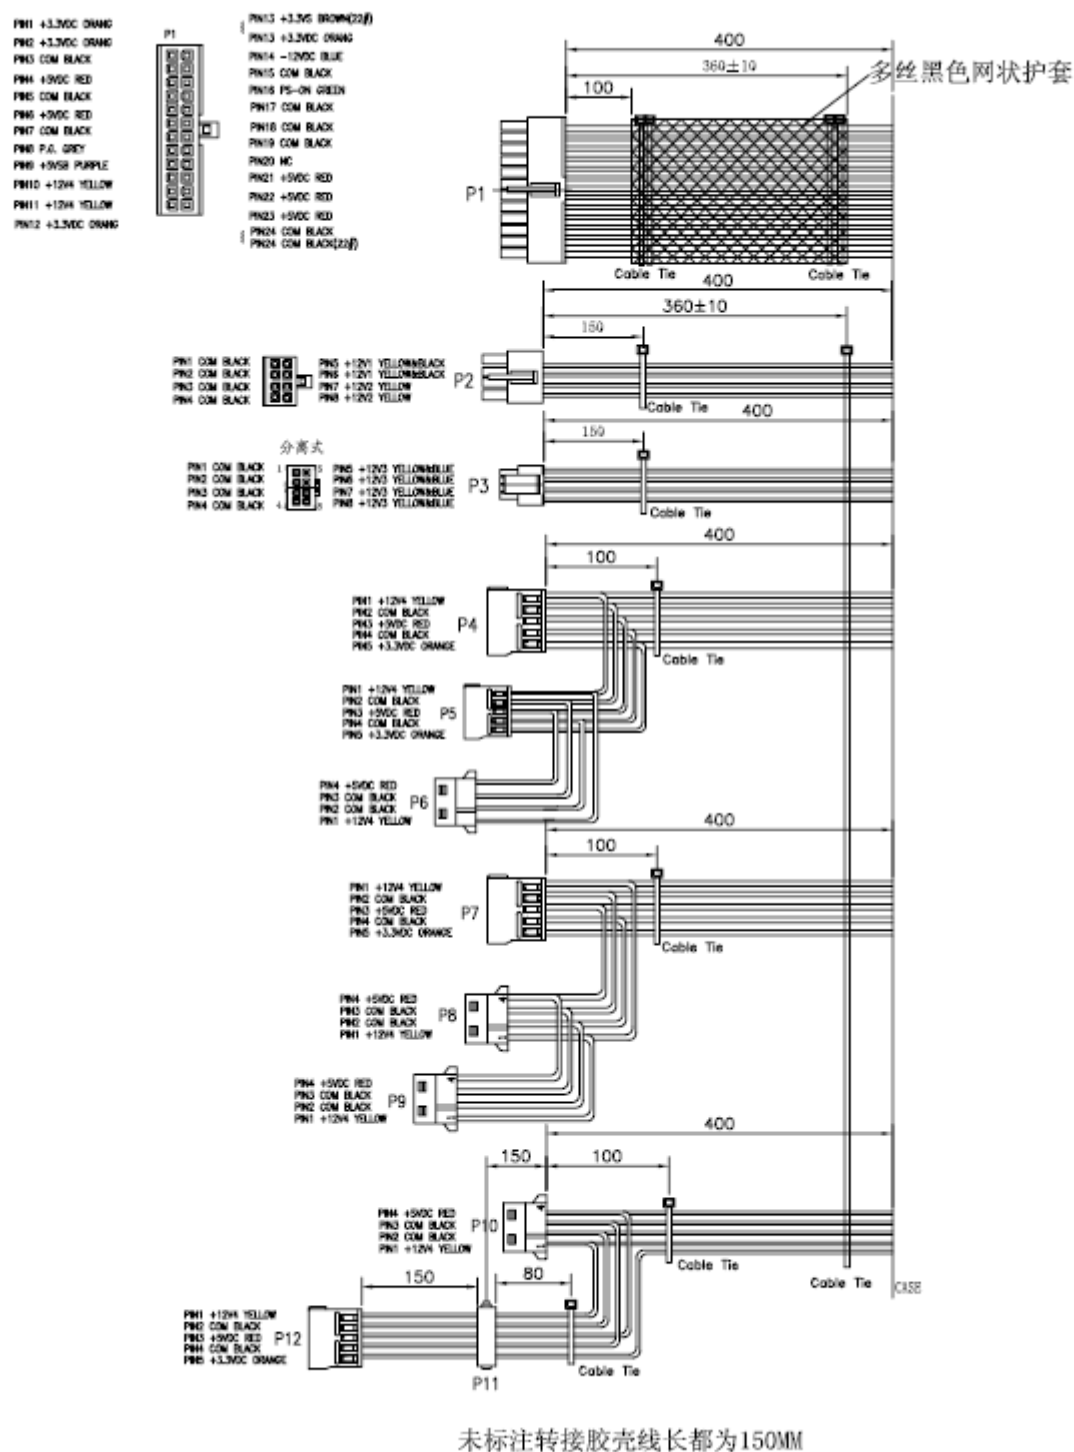 PIN1 +3.3VDC ORANG
PIN2 +3.3VDC ORANG
PIN3 COM BLACK
PIN4 +5VDC RED
PIN5 COM BLACK
PIN6 +5VDC RED
PIN7 COM BLACK
PIN8 P.G. GREY
PIN9 +5VSB PURPLE
PIN10 +12V4 YELLOW
PIN11 +12V4 YELLOW
PIN12 +3.3VDC ORANG
P1
PIN13 +3.3VS BROWN(22#)
PIN13 +3.3VDC ORANG
PIN14 -12VDC BLUE
PIN15 COM BLACK
PIN16 PS-ON GREEN
PIN17 COM BLACK
PIN18 COM BLACK
PIN19 COM BLACK
PIN20 NC
PIN21 +5VDC RED
PIN22 +5VDC RED
PIN23 +5VDC RED
PIN24 COM BLACK
PIN24 COM BLACK(22#)
400
360±10
100
多丝黑色网状护套
P1
Cable Tie
Cable Tie
400
360±10
150
PIN1 COM BLACK
PIN2 COM BLACK
PIN3 COM BLACK
PIN4 COM BLACK
PIN5 +12V1 YELLOW&BLACK
PIN6 +12V1 YELLOW&BLACK
PIN7 +12V2 YELLOW
PIN8 +12V2 YELLOW
P2
Cable Tie
400
150
分离式
PIN1 COM BLACK
PIN2 COM BLACK
PIN3 COM BLACK
PIN4 COM BLACK
1
5
4
8
PIN5 +12V3 YELLOW&BLUE
PIN6 +12V3 YELLOW&BLUE
PIN7 +12V3 YELLOW&BLUE
PIN8 +12V3 YELLOW&BLUE
P3
Cable Tie
400
100
PIN1 +12V4 YELLOW
PIN2 COM BLACK
PIN3 +5VDC RED
PIN4 COM BLACK
PIN5 +3.3VDC ORANGE
P4
Cable Tie
PIN1 +12V4 YELLOW
PIN2 COM BLACK
PIN3 +5VDC RED
PIN4 COM BLACK
PIN5 +3.3VDC ORANGE
P5
PIN4 +5VDC RED
PIN3 COM BLACK
PIN2 COM BLACK
PIN1 +12V4 YELLOW
P6
400
100
PIN1 +12V4 YELLOW
PIN2 COM BLACK
PIN3 +5VDC RED
PIN4 COM BLACK
PIN5 +3.3VDC ORANGE
P7
Cable Tie
PIN4 +5VDC RED
PIN3 COM BLACK
PIN2 COM BLACK
PIN1 +12V4 YELLOW
P8
PIN4 +5VDC RED
PIN3 COM BLACK
PIN2 COM BLACK
PIN1 +12V4 YELLOW
P9
400
150
100
PIN4 +5VDC RED
PIN3 COM BLACK
PIN2 COM BLACK
PIN1 +12V4 YELLOW
P10
Cable Tie
Cable Tie
CASE
150
80
PIN1 +12V4 YELLOW
PIN2 COM BLACK
PIN3 +5VDC RED
PIN4 COM BLACK
PIN5 +3.3VDC ORANGE
P12
Cable Tie
P11
未标注转接胶壳线长都为150MM